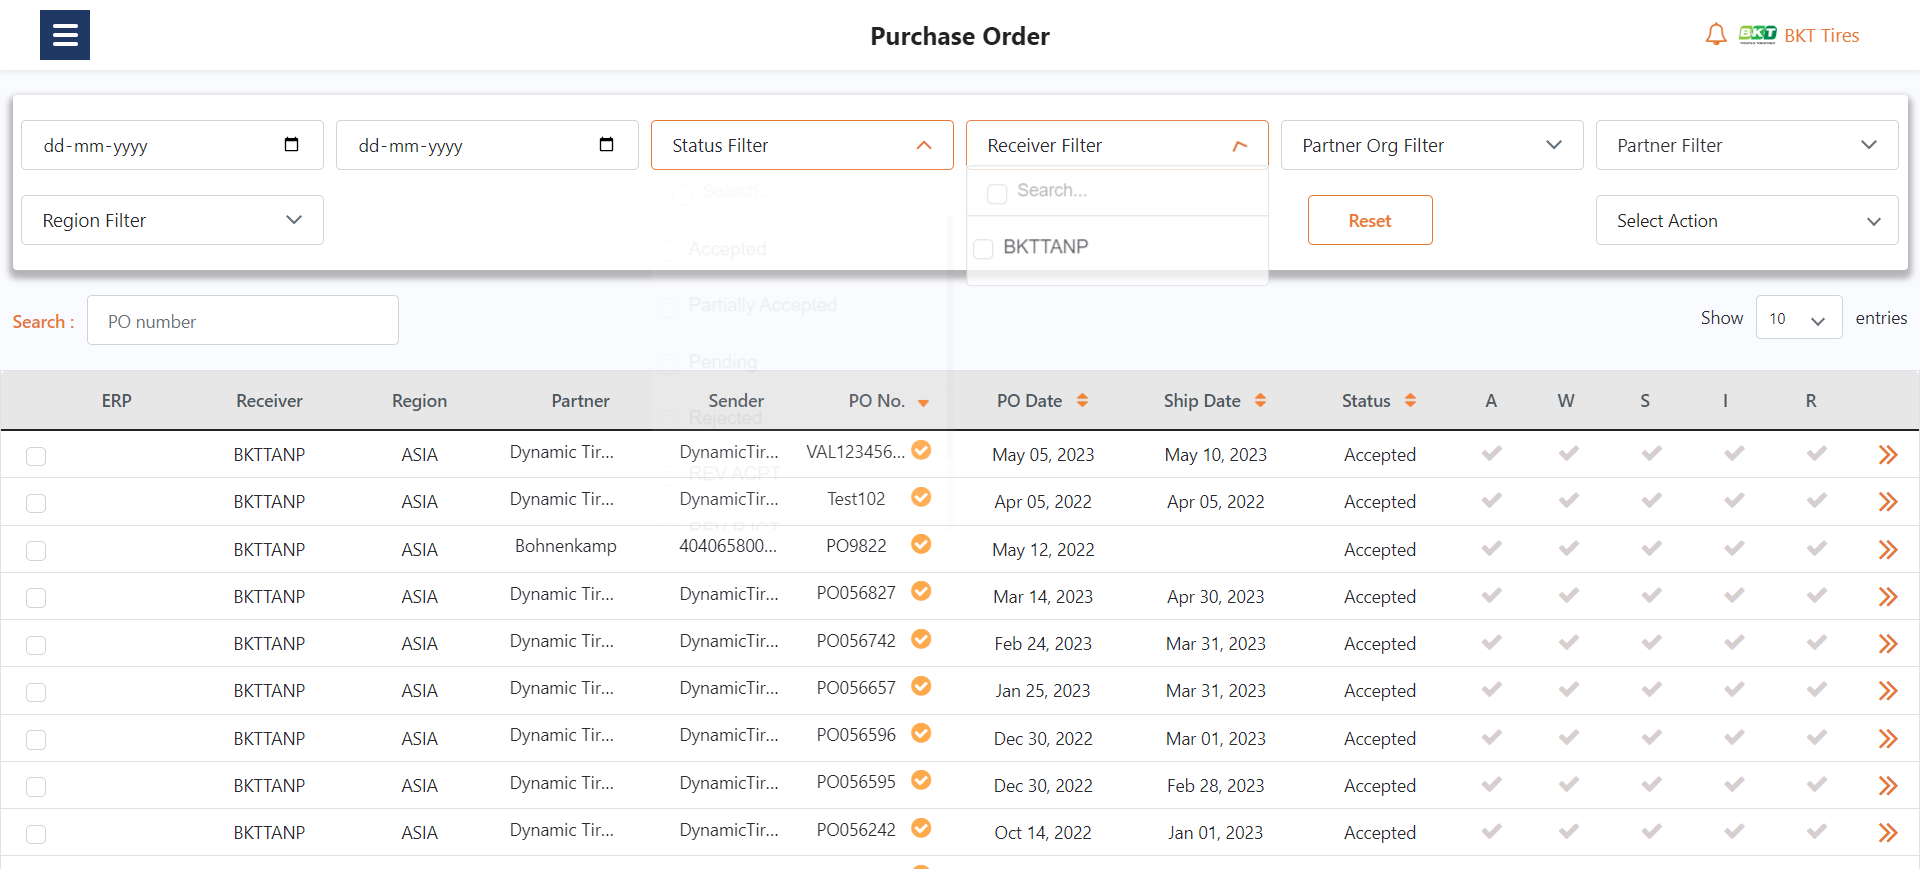 Purchase Order
BKT BKT Tires
dd-mm-yyyy dd-mm-yyyy Status Filter Receiver Filter Partner Org Filter Partner Filter
Search... Search...
Region Filter Reset Select Action
Accepted BKTTANP
Partially Accepted
Search : PO number Show 10 entries
Pending
ERP Receiver Region Partner Sender PO No. PO Date Ship Date Status A W S I R
Rejected
BKTTANP ASIA Dynamic Tir... DynamicTir... VAL123456... May 05, 2023 May 10, 2023 Accepted
REV ACPT
BKTTANP ASIA Dynamic Tir... DynamicTir... Test102 Apr 05, 2022 Apr 05, 2022 Accepted
REV RJCT
BKTTANP ASIA Bohnenkamp 404065800... PO9822 May 12, 2022 Accepted
BKTTANP ASIA Dynamic Tir... DynamicTir... PO056827 Mar 14, 2023 Apr 30, 2023 Accepted
BKTTANP ASIA Dynamic Tir... DynamicTir... PO056742 Feb 24, 2023 Mar 31, 2023 Accepted
BKTTANP ASIA Dynamic Tir... DynamicTir... PO056657 Jan 25, 2023 Mar 31, 2023 Accepted
BKTTANP ASIA Dynamic Tir... DynamicTir... PO056596 Dec 30, 2022 Mar 01, 2023 Accepted
BKTTANP ASIA Dynamic Tir... DynamicTir... PO056595 Dec 30, 2022 Feb 28, 2023 Accepted
BKTTANP ASIA Dynamic Tir... DynamicTir... PO056242 Oct 14, 2022 Jan 01, 2023 Accepted